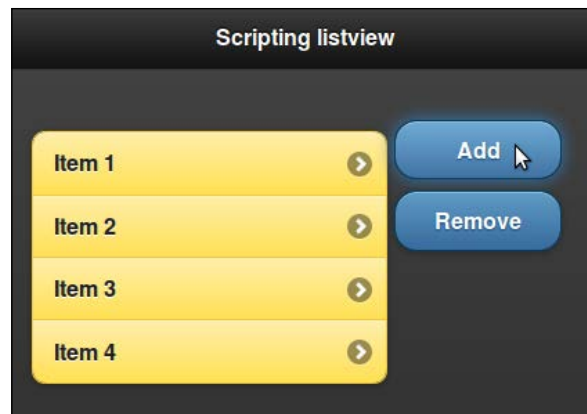 Scripting listview
Item 1
Add
Item 2
Remove
Item 3
Item 4